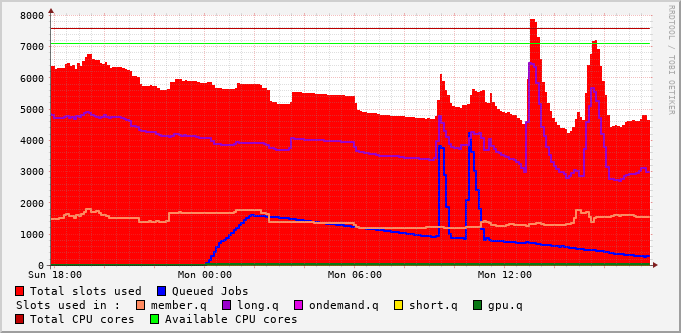 8000
7000
6000
5000
4000
3000
2000
1000
0
Sun 18:00 Mon 00:00 Mon 06:00 Mon 12:00
RRDTOOL / TOBI OETIKER
Total slots used Queued Jobs
Slots used in : member.q long.q ondemand.q short.q gpu.q
Total CPU cores Available CPU cores